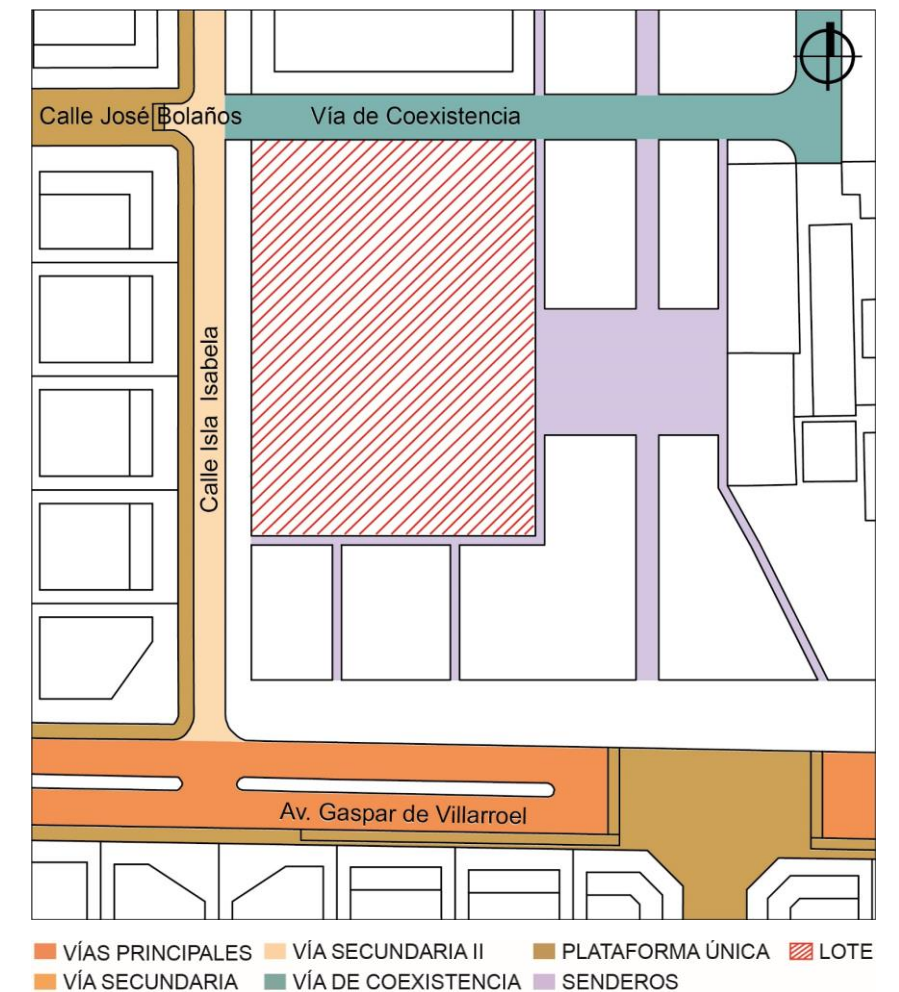 Calle José Bolaños
Vía de Coexistencia
Calle Isla Isabela
Av. Gaspar de Villarroel
VÍAS PRINCIPALES
VÍA SECUNDARIA II
PLATAFORMA ÚNICA
LOTE
VÍA SECUNDARIA
VÍA DE COEXISTENCIA
SENDEROS